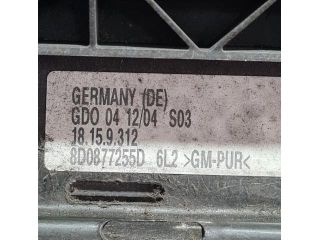 GERMANY (DE)
GDO 04 12/04 S03
18.15.9.312
8D0877255D 6L2 >GM-PUR<